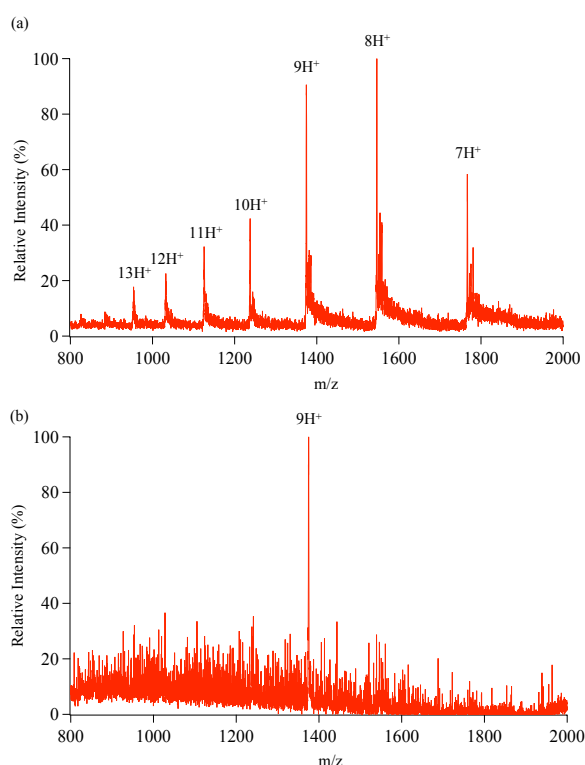 (a)
Relative Intensity (%)
100
80
60
40
20
0
13H+
12H+
11H+
10H+
9H+
8H+
7H+
800 1000 1200 1400 1600 1800 2000
m/z
(b)
Relative Intensity (%)
100
80
60
40
20
0
9H+
800 1000 1200 1400 1600 1800 2000
m/z